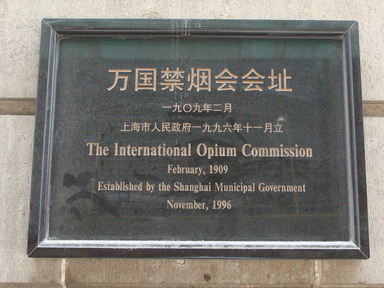 万国禁烟会会址
一九〇九年二月
上海市人民政府一九九六年十一月立
The International Opium Commission
February, 1909
Established by the Shanghai Municipal Government
November, 1996